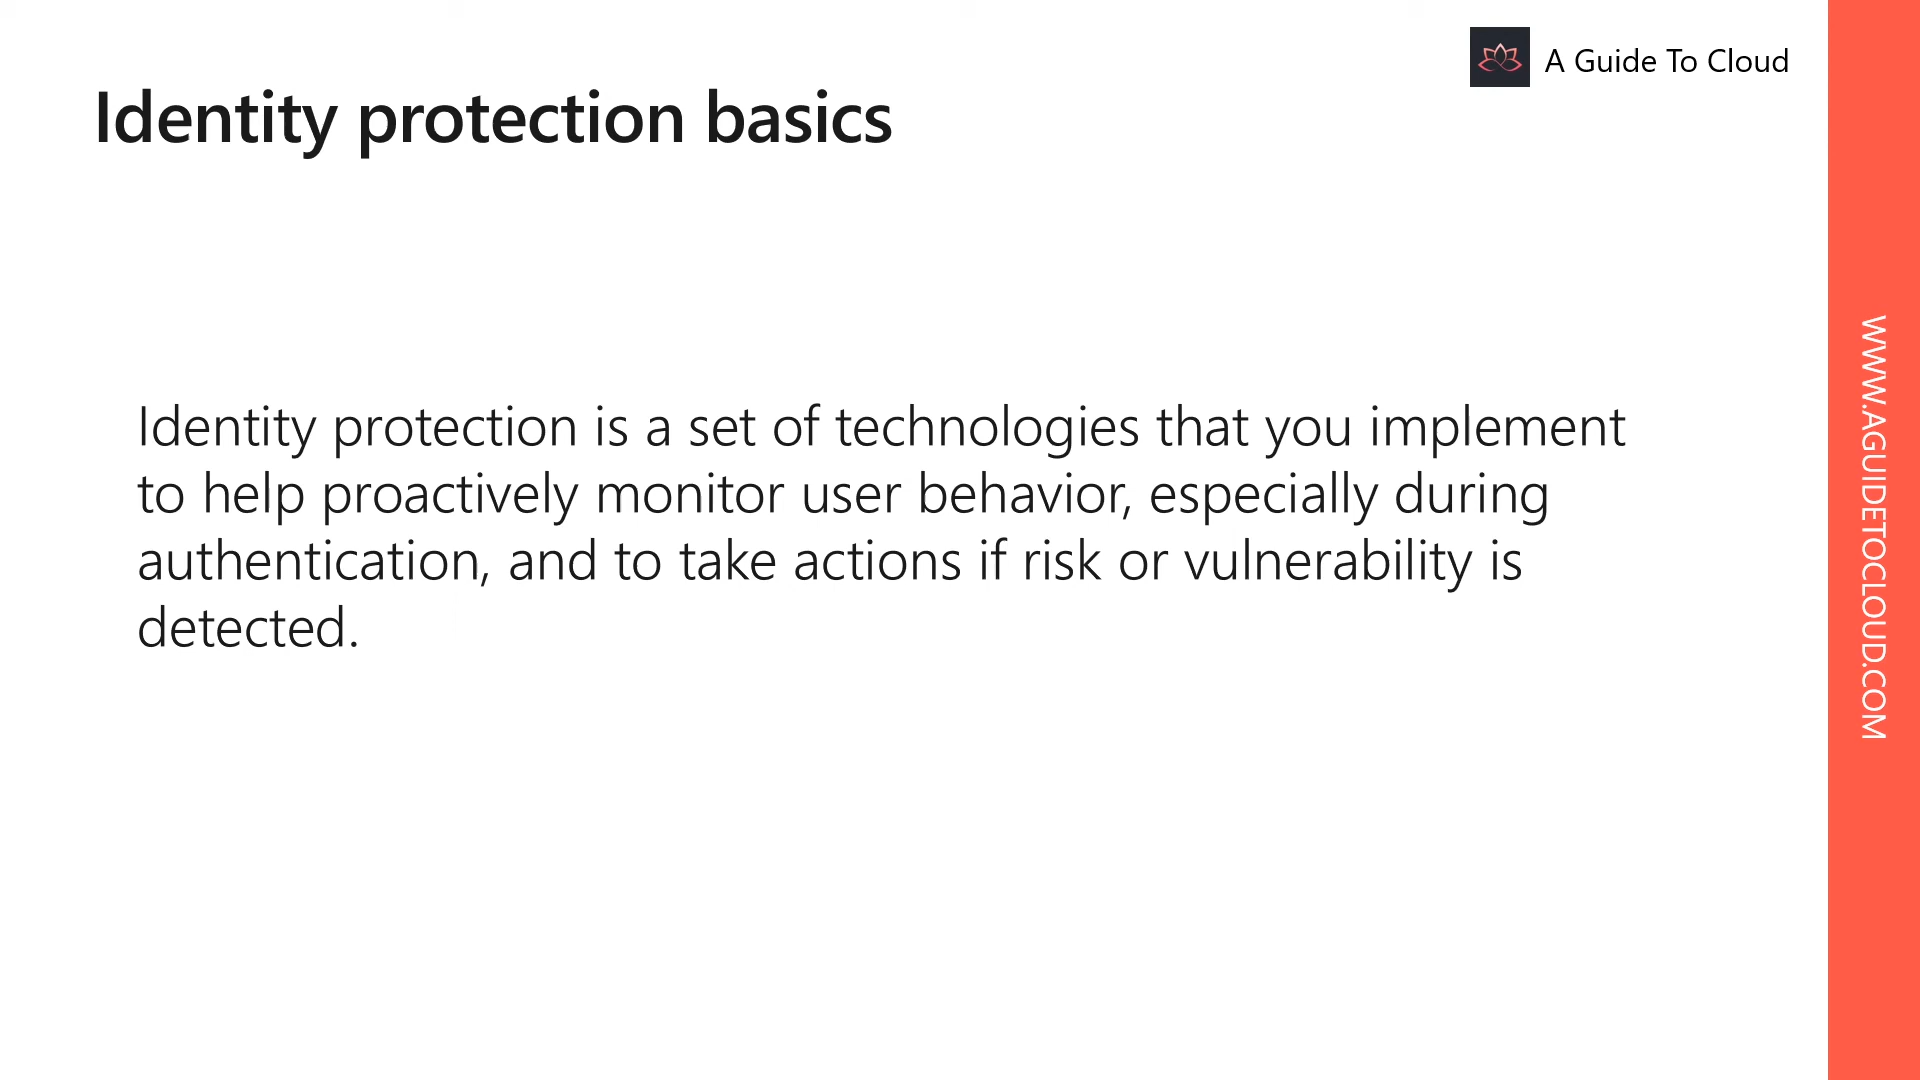 A Guide To Cloud
Identity protection basics
Identity protection is a set of technologies that you implement
to help proactively monitor user behavior, especially during
authentication, and to take actions if risk or vulnerability is
detected.
WWW.AGUIDETOCLOUD.COM